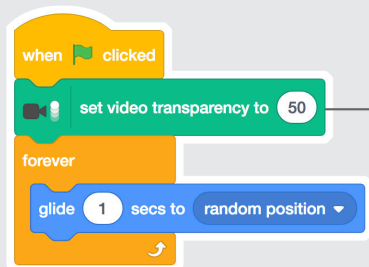 when clicked
set video transparency to 50
forever
glide 1 secs to random position